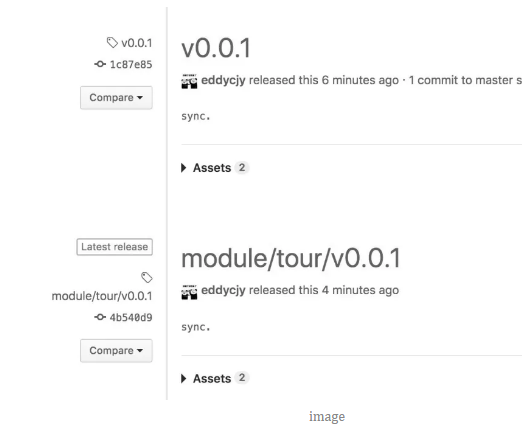 v0.0.1
1c87e85
Compare
v0.0.1
eddycjy released this 6 minutes ago · 1 commit to master s
sync.
Assets 2
Latest release
module/tour/v0.0.1
4b540d9
Compare
module/tour/v0.0.1
eddycjy released this 4 minutes ago
sync.
Assets 2
image